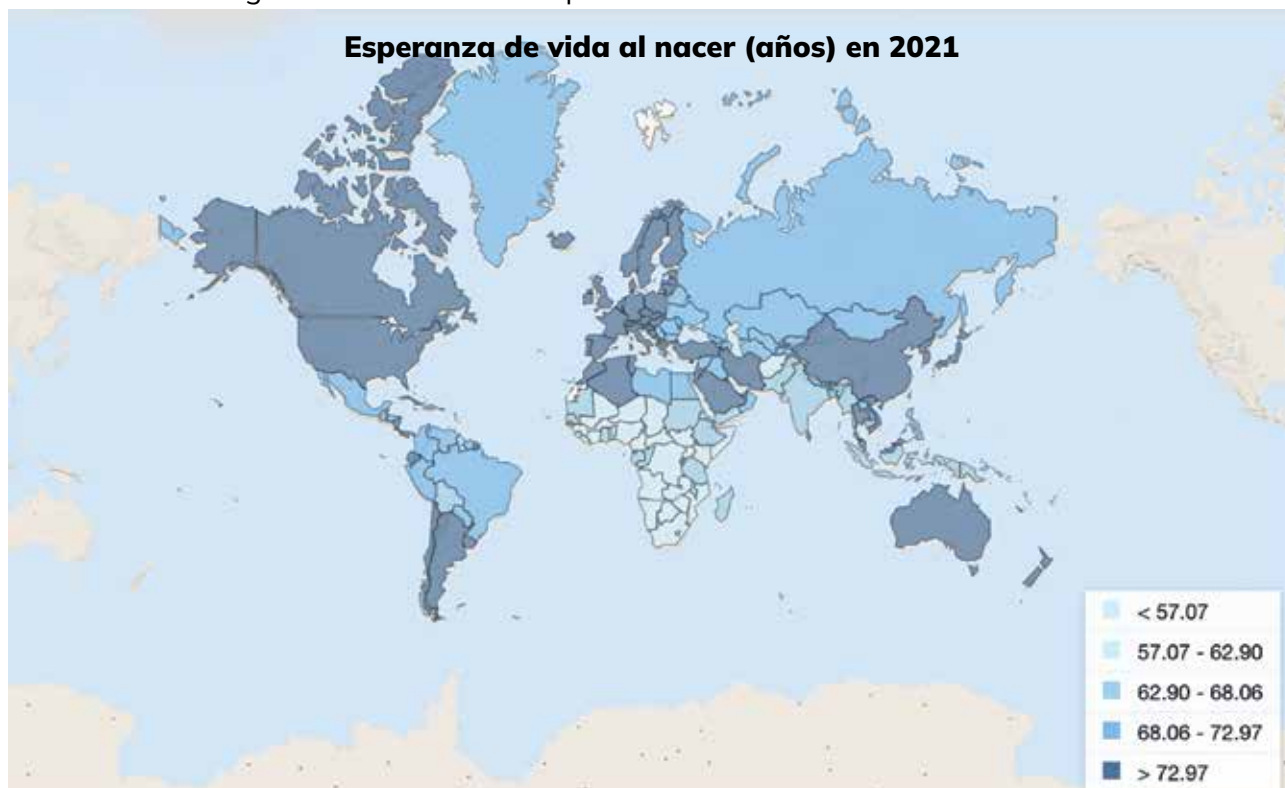 Esperanza de vida al nacer (años) en 2021
< 57.07
57.07 - 62.90
62.90 - 68.06
68.06 - 72.97
> 72.97